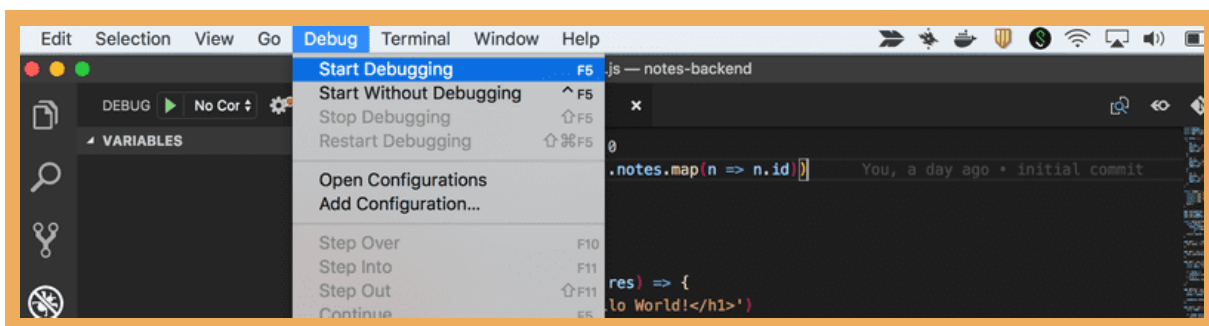 Edit Selection View Go Debug Terminal Window Help
Start Debugging F5
.js — notes-backend
Start Without Debugging ^F5
DEBUG No Cor
Stop Debugging ⇧F5
VARIABLES
Restart Debugging ⇧⌘F5
0
.notes.map(n => n.id)) You, a day ago • initial commit
Open Configurations
Add Configuration...
Step Over F10
Step Into F11
Step Out ⇧F11
res) => {
Continue F5
lo World!</h1>')